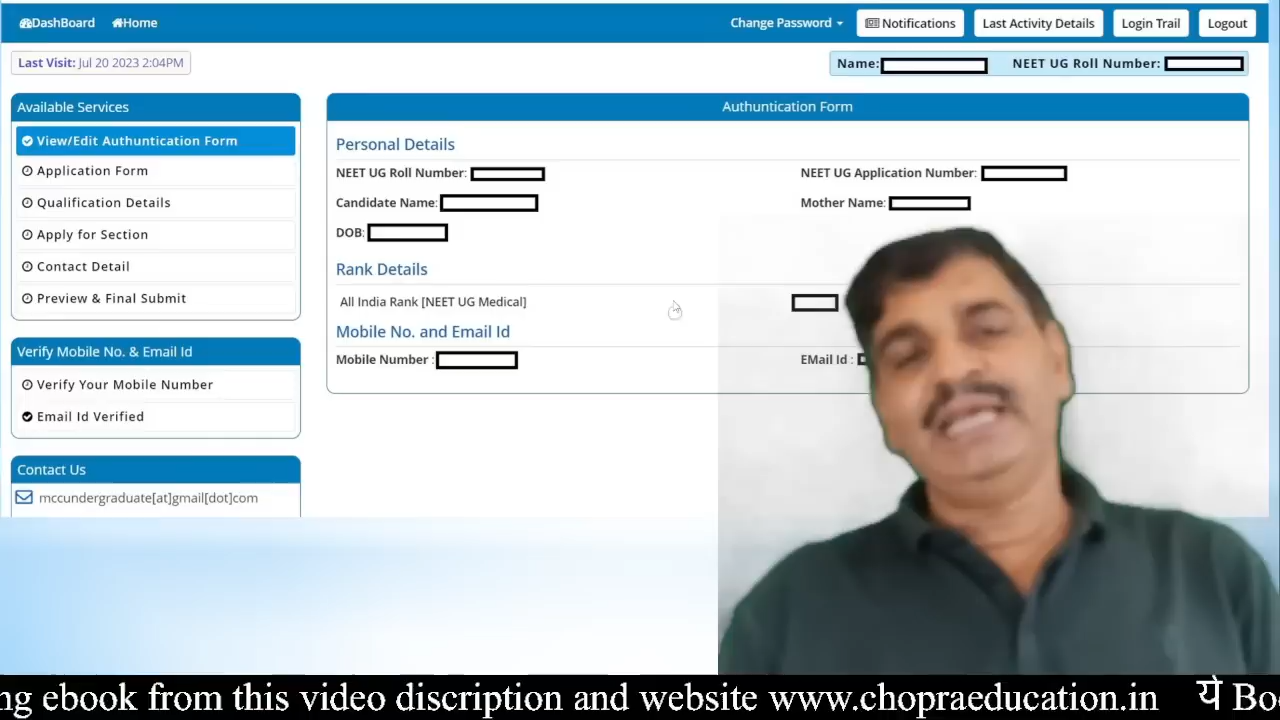 DashBoard Home Change Password Notifications Last Activity Details Login Trail Logout
Last Visit: Jul 20 2023 2:04PM Name: NEET UG Roll Number:
Available Services
View/Edit Authuntication Form
Application Form
Qualification Details
Apply for Section
Contact Detail
Preview & Final Submit
Verify Mobile No. & Email Id
Verify Your Mobile Number
Email Id Verified
Contact Us
mccundergraduate[at]gmail[dot]com
Authuntication Form
Personal Details
NEET UG Roll Number: NEET UG Application Number:
Candidate Name: Mother Name:
DOB:
Rank Details
All India Rank [NEET UG Medical]
Mobile No. and Email Id
Mobile Number : EMail Id :
ng ebook from this video discription and website www.chopraeducation.in ये Bo